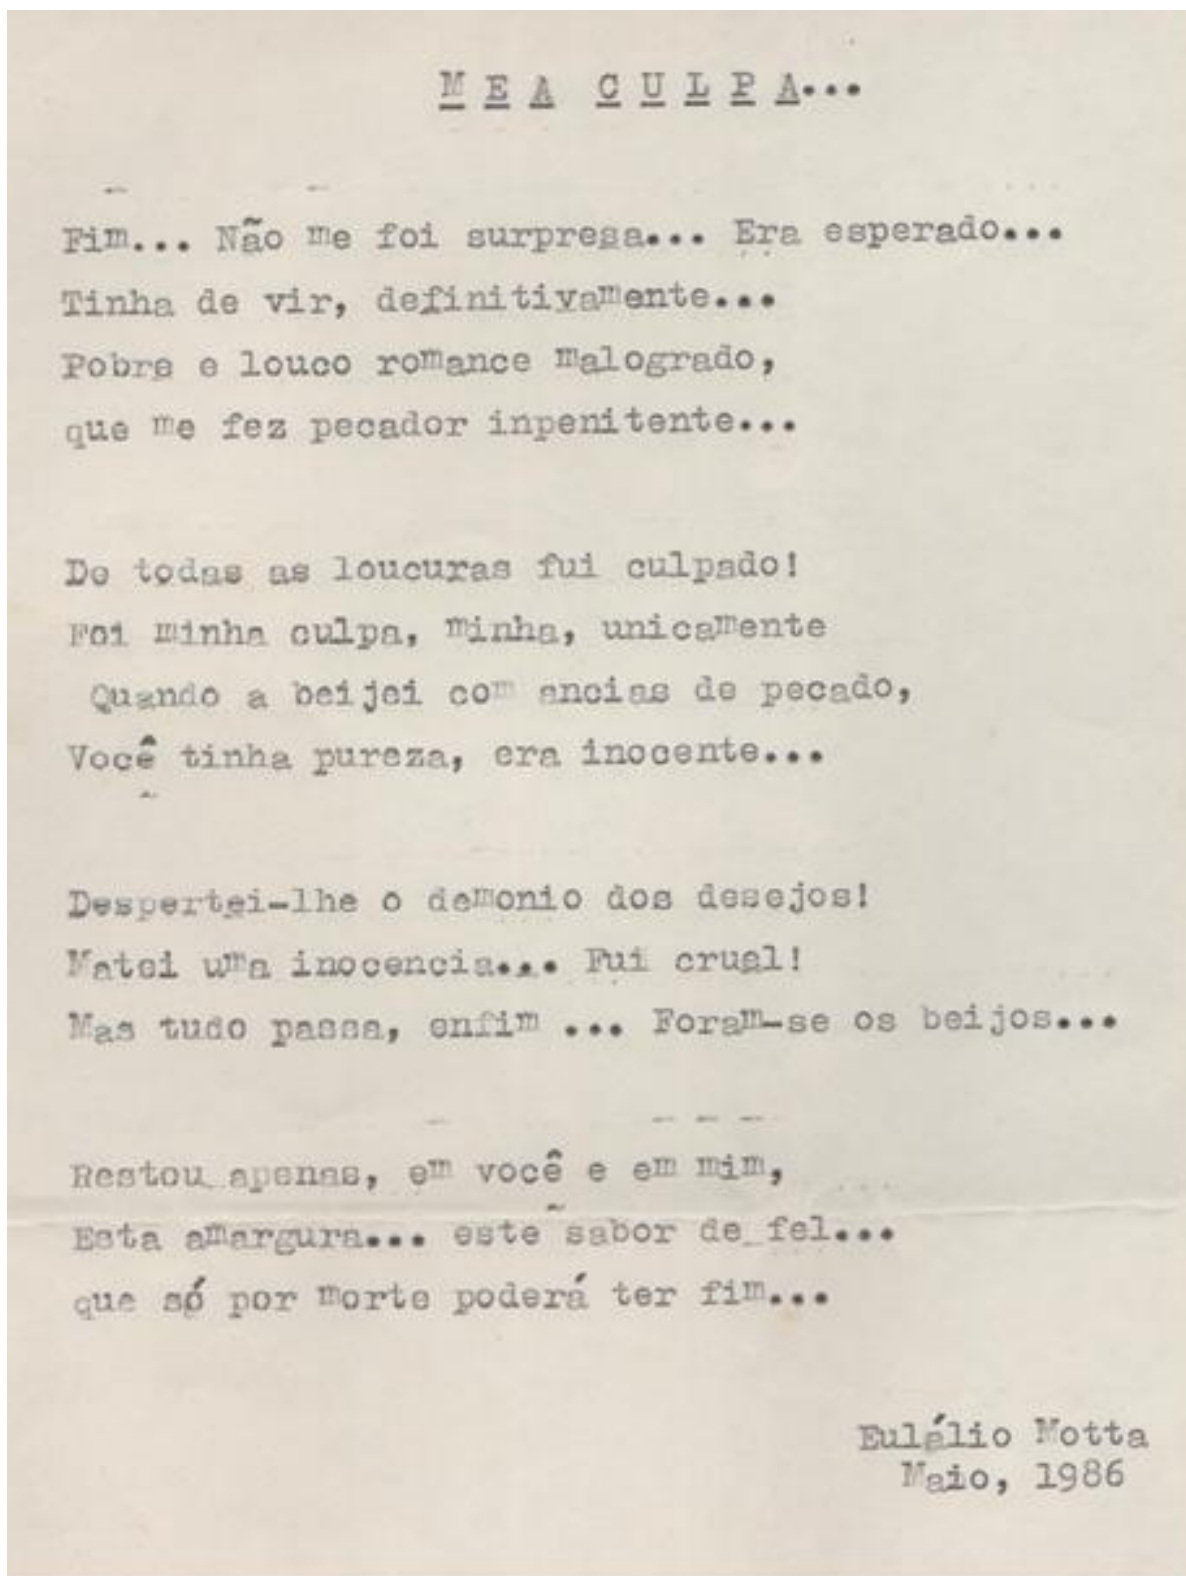 M E A  C U L P A...
Fim... Não me foi surpresa... Era esperado...
Tinha de vir, definitivamente...
Pobre e louco romance malogrado,
que me fez pecador inpenitente...
De todas as loucuras fui culpado!
Foi minha culpa, minha, unicamente
Quando a beijei com ancias de pecado,
Você tinha pureza, era inocente...
Despertei-lhe o demonio dos desejos!
Matei uma inocencia... Fui cruel!
Mas tudo passa, enfim ... Foram-se os beijos...
Restou apenas, em você e em mim,
Esta amargura... este sabor de fel...
que só por morte poderá ter fim...
Eulálio Motta
Maio, 1986